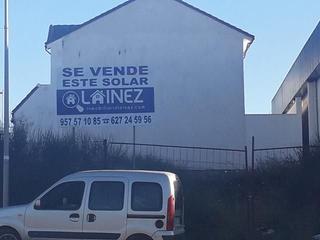 SE VENDE
ESTE SOLAR
LAINEZ
957 57 10 85 ☎ 627 24 59 56